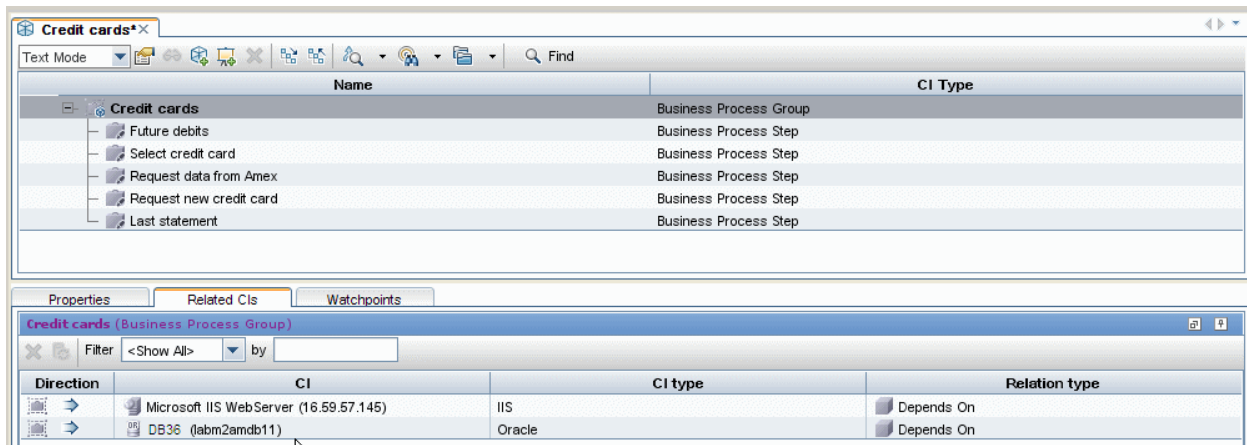 Credit cards*
Text Mode Find
Name CI Type
Credit cards Business Process Group
Future debits Business Process Step
Select credit card Business Process Step
Request data from Amex Business Process Step
Request new credit card Business Process Step
Last statement Business Process Step
Properties Related CIs Watchpoints
Credit cards (Business Process Group)
Filter <Show All> by
Direction CI CI type Relation type
Microsoft IIS WebServer (16.59.57.145) IIS Depends On
DB36 (labm2amdb11) Oracle Depends On